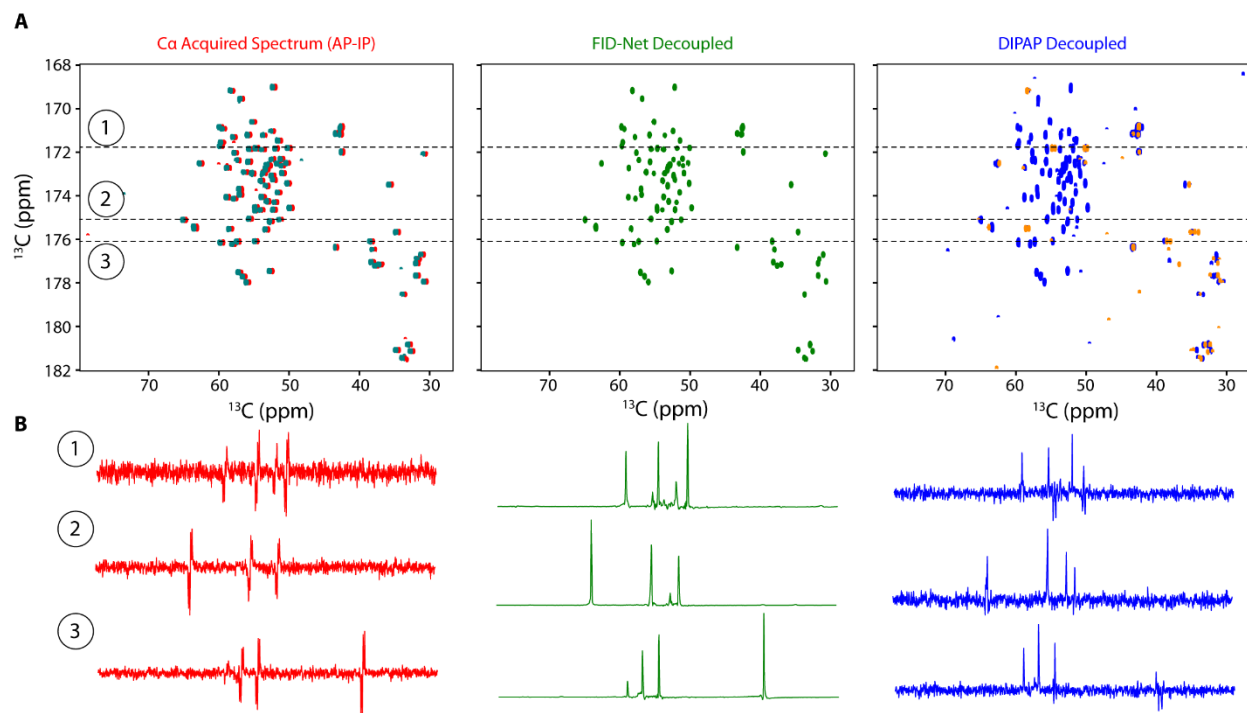 A
Cα Acquired Spectrum (AP-IP)
FID-Net Decoupled
DIPAP Decoupled
168
170
172
174
176
178
180
182
¹³C (ppm)
1
2
3
70 60 50 40 30
70 60 50 40 30
70 60 50 40 30
¹³C (ppm)
¹³C (ppm)
¹³C (ppm)
B
1
2
3